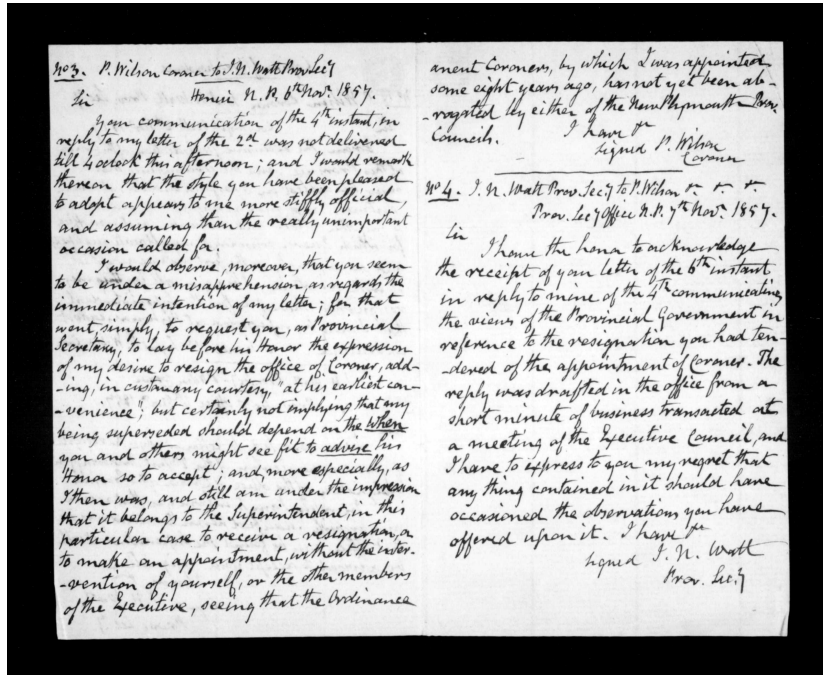 No 3. P. Wilson Coroner to I. N. Watt Prov. Secy
Henui N. P. 6th Novr. 1857.
Sir
Your communication of the 4th instant, in
reply to my letter of the 2nd was not delivered
till 4 oclock this afternoon; and I would remark
thereon that the style you have been pleased
to adopt appears to me more stiffly official,
and assuming than the really unimportant
occasion called for.
I would observe, moreover, that you seem
to be under a misapprehension, as regards the
immediate intention of my letter; for that
went, simply, to request you, as Provincial
Secretary, to lay before his Honor the expression
of my desire to resign the office of Coroner, add-
-ing, in customary courtesy, "at his earliest con-
-venience"; but certainly not implying that my
being superseded should depend on the when
you and others might see fit to advise his
Honor so to accept; and more especially, as
I then was, and still am under the impression
that it belongs to the Superintendent, in this
particular case to receive a resignation, or
to make an appointment, without the inter-
-vention of yourself, or the other members
of the Executive, seeing that the Ordinance
anent Coroners, by which I was appointed
some eight years ago, has not yet been ab-
-rogated by either of the New Plymouth Prov.
Councils.
I have &c
signed P. Wilson
Coroner
No 4. I. N. Watt Prov. Secy to P. Wilson &c. &c. &c.
Prov. Secy Office N. P. 7th Novr. 1857.
Sir
I have the honor to acknowledge
the receipt of your letter of the 6th instant
in reply to mine of the 4th communicating
the views of the Provincial Government in
reference to the resignation you had ten-
-dered of the appointment of Coroner. The
reply was drafted in the office from a
short minute of business transacted at
a meeting of the Executive Council, and
I have to express to you my regret that
any thing contained in it should have
occasioned the observations you have
offered upon it. I have &c
signed I. N. Watt
Prov. Secy